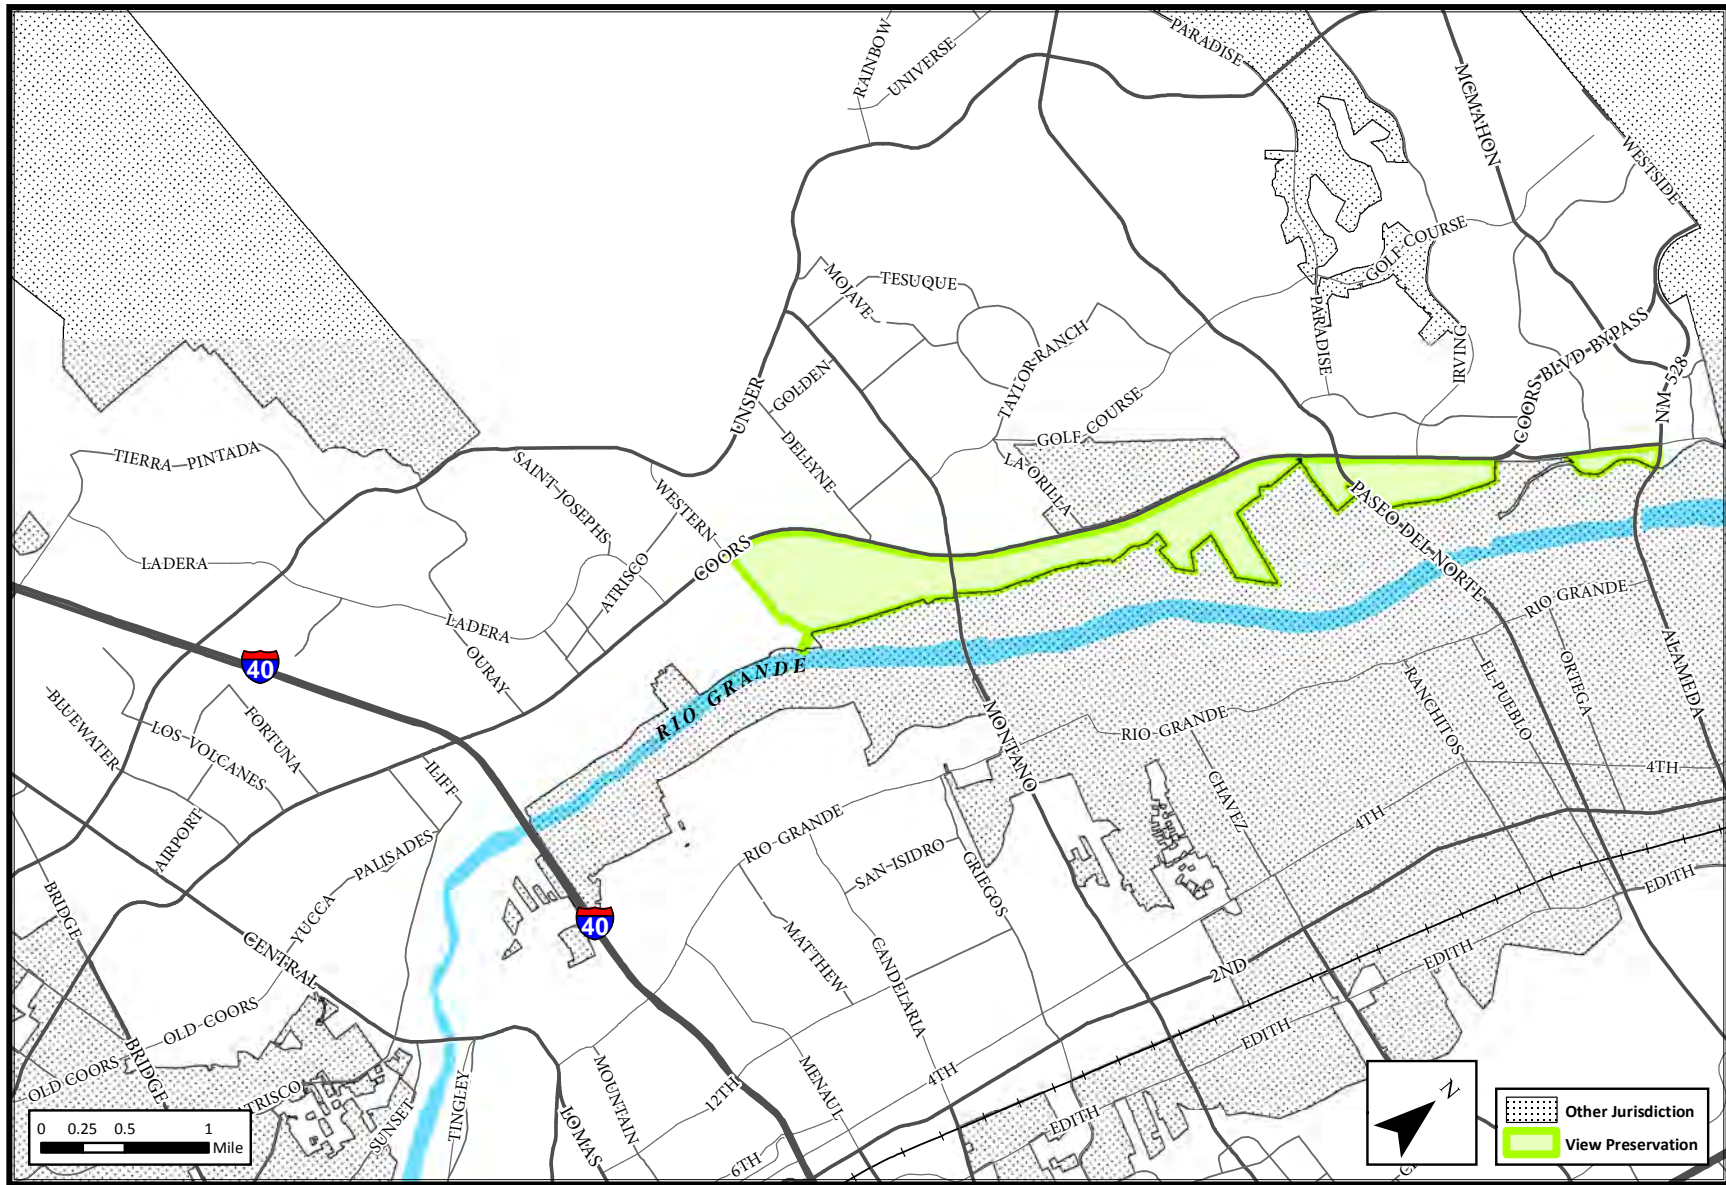 RAINBOW
UNIVERSE
PARADISE
MCMAHON
WESTSIDE
MOJAVE
TESUQUE
GOLF COURSE
TAYLOR RANCH
PARADISE
IRVING
COORS BLVD BYPASS
NM 528
UNSER
GOLDEN
DELLYNE
GOLF COURSE
LA ORILLA
TIERRA PINTADA
SAINT JOSEPHS
WESTERN
COORS
PASEO DEL NORTE
LADERA
ATRISCO
LADERA
OURAY
RIO GRANDE
40
RIO GRANDE
ALAMEDA
BLUEWATER
LOS VOLCANES
FORTUNA
ILIFF
MONTANO
RIO GRANDE
RANCHITOS
EL PUEBLO
ORTEGA
4TH
AIRPORT
PALISADES
RIO GRANDE
SAN ISIDRO
GRIEGOS
CHAVEZ
4TH
EDITH
BRIDGE
YUCCA
CENTRAL
40
MATTHEW
CANDELARIA
2ND
EDITH
OLD COORS
OLD COORS
BRIDGE
EDITH
TRISCO
SUNSET
TINGLEY
LOMAS
MOUNTAIN
12TH
MENAUL
4TH
6TH
EDITH
C
0 0.25 0.5 1
Mile
N
Other Jurisdiction
View Preservation